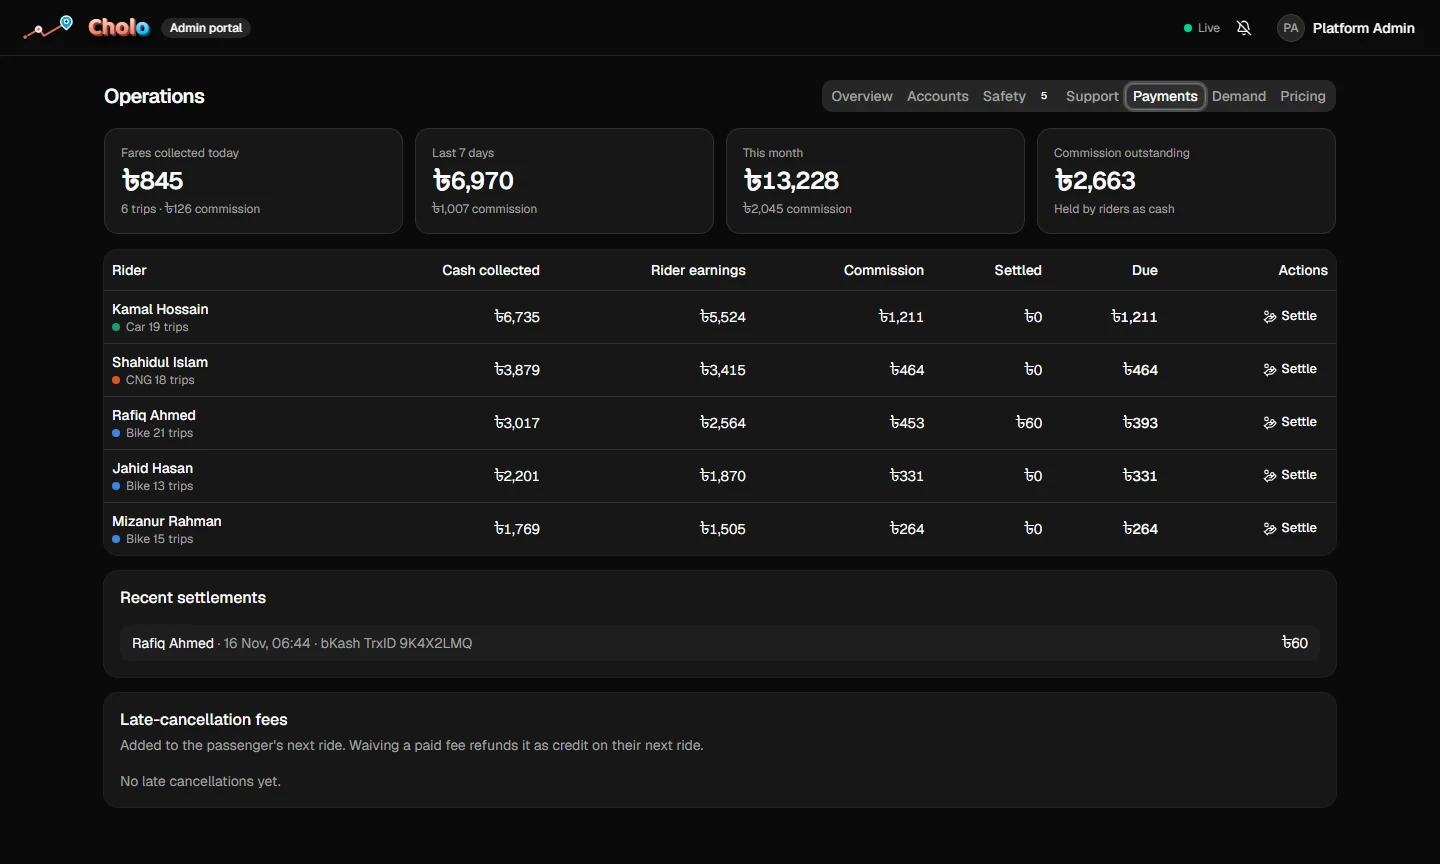 Cholo Admin portal
Live PA Platform Admin
Operations
Overview Accounts Safety 5 Support Payments Demand Pricing
Fares collected today
৳845
6 trips · ৳126 commission
Last 7 days
৳6,970
৳1,007 commission
This month
৳13,228
৳2,045 commission
Commission outstanding
৳2,663
Held by riders as cash
Rider Cash collected Rider earnings Commission Settled Due Actions
Kamal Hossain
Car 19 trips
৳6,735 ৳5,524 ৳1,211 ৳0 ৳1,211 Settle
Shahidul Islam
CNG 18 trips
৳3,879 ৳3,415 ৳464 ৳0 ৳464 Settle
Rafiq Ahmed
Bike 21 trips
৳3,017 ৳2,564 ৳453 ৳60 ৳393 Settle
Jahid Hasan
Bike 13 trips
৳2,201 ৳1,870 ৳331 ৳0 ৳331 Settle
Mizanur Rahman
Bike 15 trips
৳1,769 ৳1,505 ৳264 ৳0 ৳264 Settle
Recent settlements
Rafiq Ahmed · 16 Nov, 06:44 · bKash TrxID 9K4X2LMQ ৳60
Late-cancellation fees
Added to the passenger's next ride. Waiving a paid fee refunds it as credit on their next ride.
No late cancellations yet.